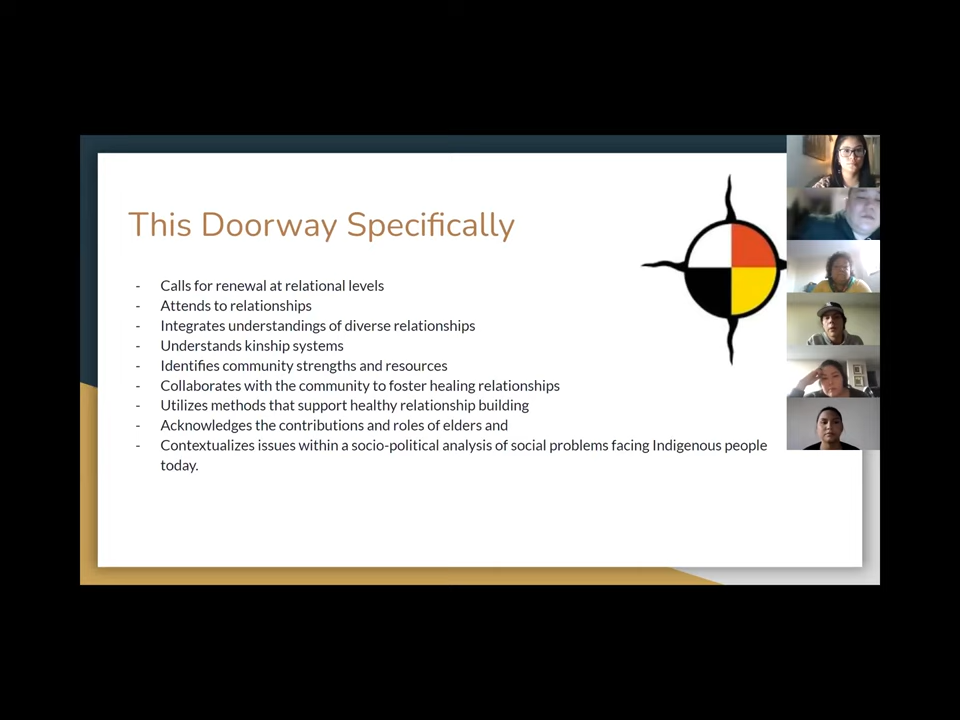 This Doorway Specifically
- Calls for renewal at relational levels
- Attends to relationships
- Integrates understandings of diverse relationships
- Understands kinship systems
- Identifies community strengths and resources
- Collaborates with the community to foster healing relationships
- Utilizes methods that support healthy relationship building
- Acknowledges the contributions and roles of elders and
- Contextualizes issues within a socio-political analysis of social problems facing Indigenous people
today.